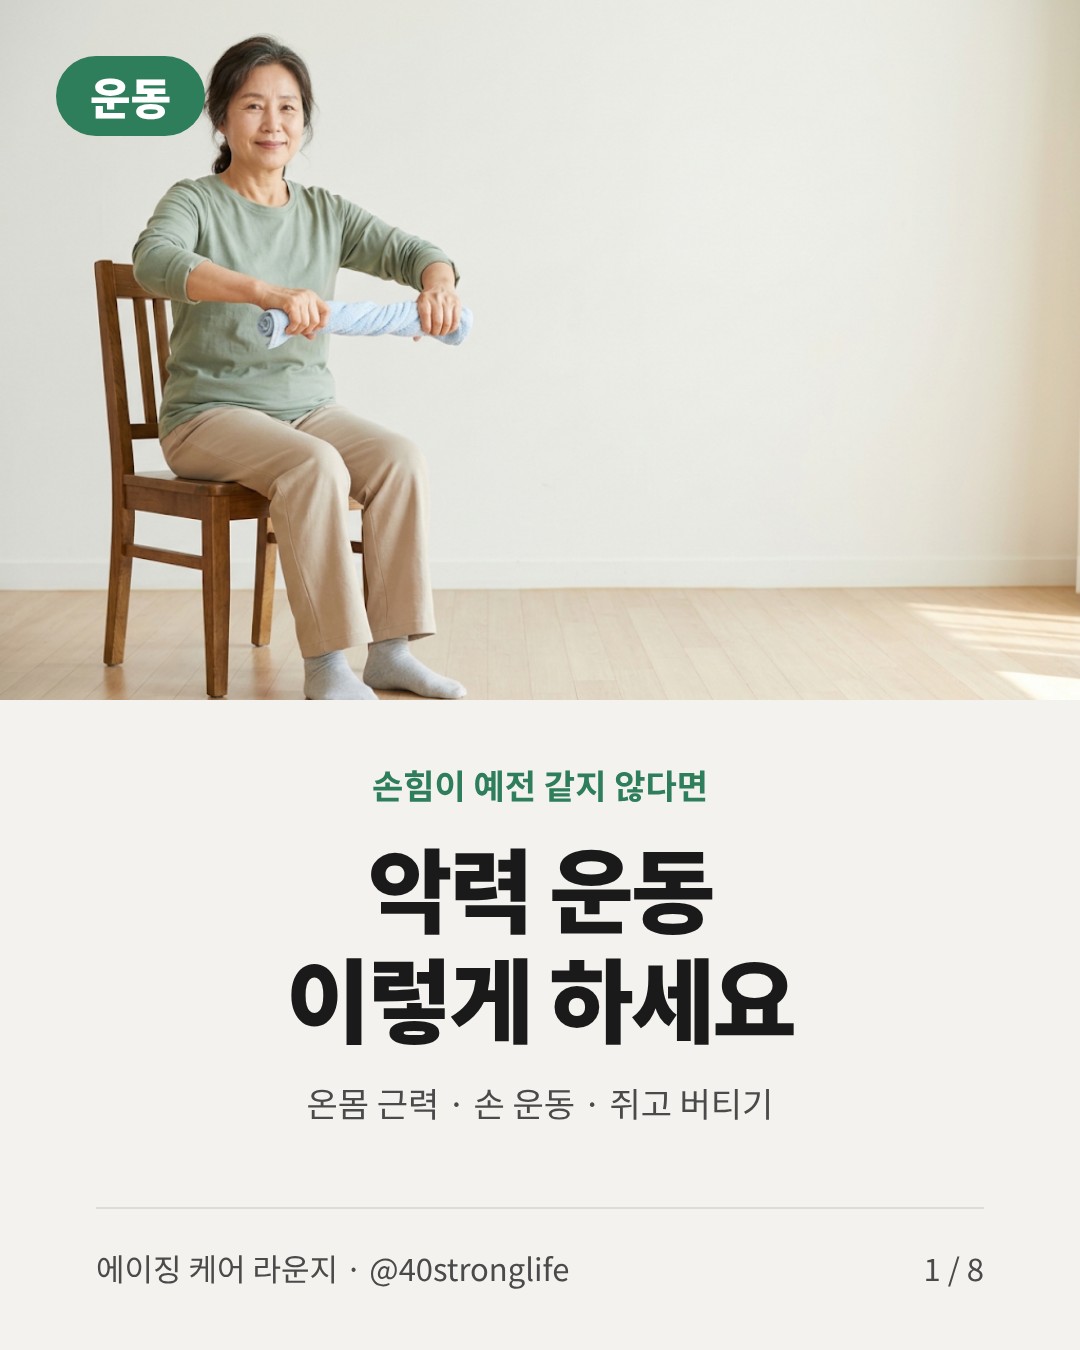 운동
손힘이 예전 같지 않다면
악력 운동
이렇게 하세요
온몸 근력 · 손 운동 · 쥐고 버티기
에이징 케어 라운지 · @40stronglife
1 / 8